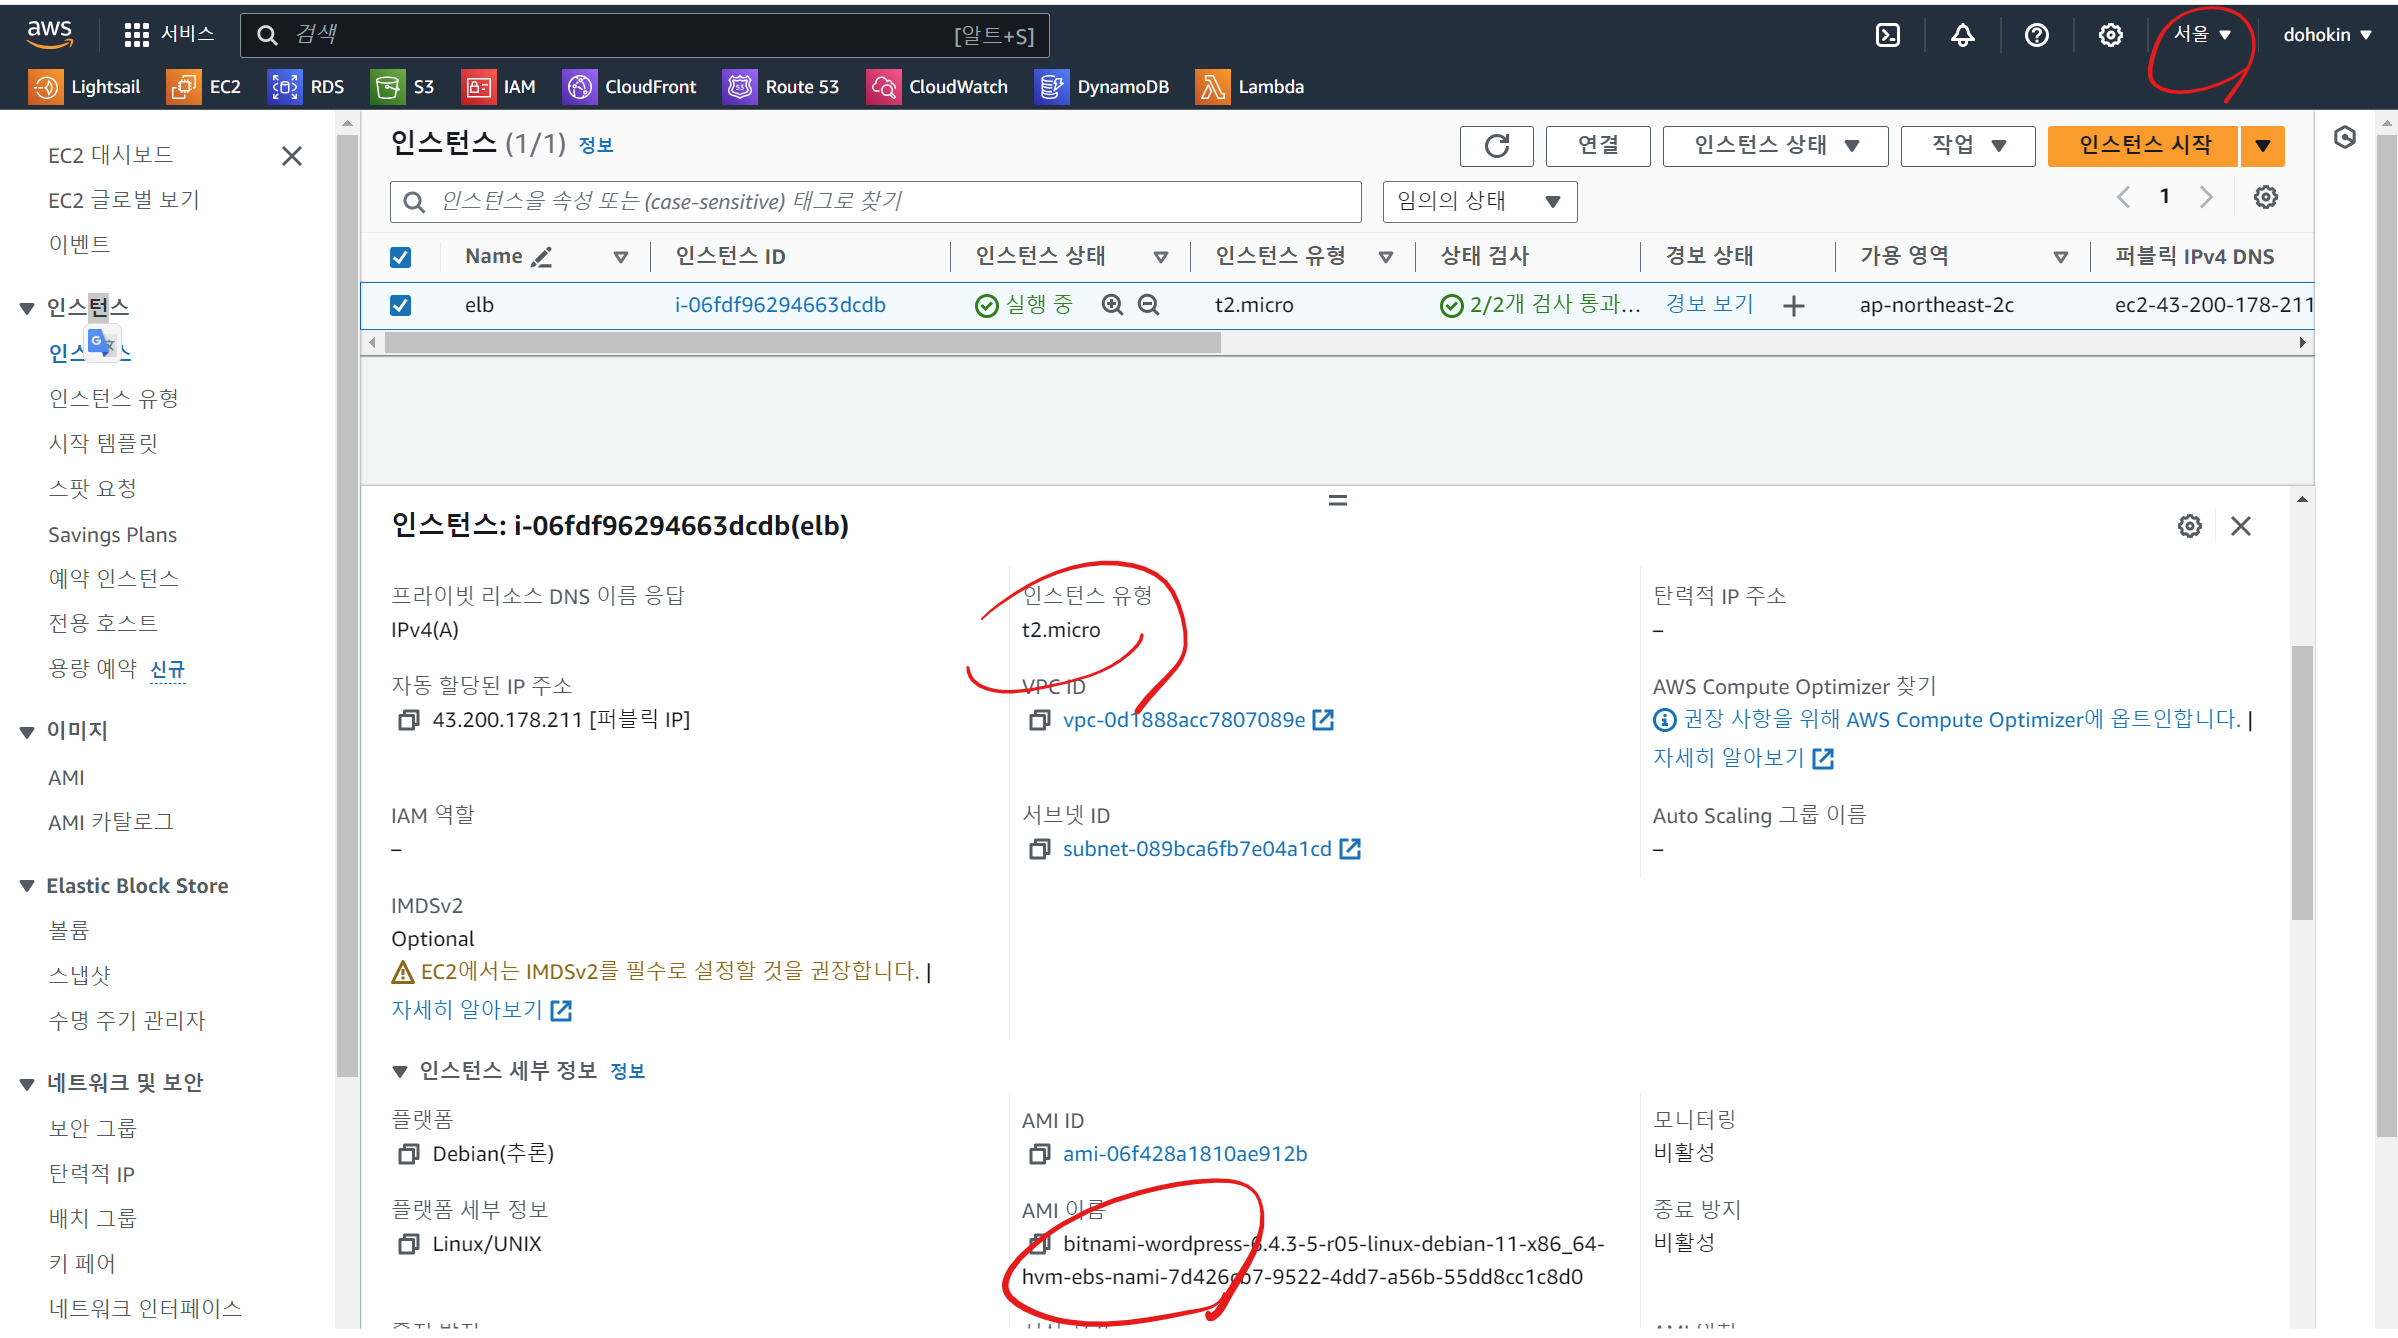 aws 서비스 검색 [알트+S] 서울 dohokin
Lightsail EC2 RDS S3 IAM CloudFront Route 53 CloudWatch DynamoDB Lambda
EC2 대시보드
EC2 글로벌 보기
이벤트
인스턴스
인스턴스 유형
시작 템플릿
스팟 요청
Savings Plans
예약 인스턴스
전용 호스트
용량 예약 신규
이미지
AMI
AMI 카탈로그
Elastic Block Store
볼륨
스냅샷
수명 주기 관리자
네트워크 및 보안
보안 그룹
탄력적 IP
배치 그룹
키 페어
네트워크 인터페이스
인스턴스 (1/1) 정보
연결 인스턴스 상태 작업 인스턴스 시작
인스턴스을 속성 또는 (case-sensitive) 태그로 찾기 임의의 상태 1
Name 인스턴스 ID 인스턴스 상태 인스턴스 유형 상태 검사 경보 상태 가용 영역 퍼블릭 IPv4 DNS
elb i-06fdf96294663dcdb 실행 중 t2.micro 2/2개 검사 통과... 경보 보기 + ap-northeast-2c ec2-43-200-178-211
인스턴스: i-06fdf96294663dcdb(elb)
프라이빗 리소스 DNS 이름 응답
IPv4(A)
인스턴스 유형
t2.micro
탄력적 IP 주소
–
자동 할당된 IP 주소
43.200.178.211 [퍼블릭 IP]
VPC ID
vpc-0d1888acc7807089e
AWS Compute Optimizer 찾기
권장 사항을 위해 AWS Compute Optimizer에 옵트인합니다. |
자세히 알아보기
IAM 역할
–
서브넷 ID
subnet-089bca6fb7e04a1cd
Auto Scaling 그룹 이름
–
IMDSv2
Optional
EC2에서는 IMDSv2를 필수로 설정할 것을 권장합니다. |
자세히 알아보기
인스턴스 세부 정보 정보
플랫폼
Debian(추론)
AMI ID
ami-06f428a1810ae912b
모니터링
비활성
플랫폼 세부 정보
Linux/UNIX
AMI 이름
bitnami-wordpress-6.4.3-5-r05-linux-debian-11-x86_64-
hvm-ebs-nami-7d426cb7-9522-4dd7-a56b-55dd8cc1c8d0
종료 방지
비활성